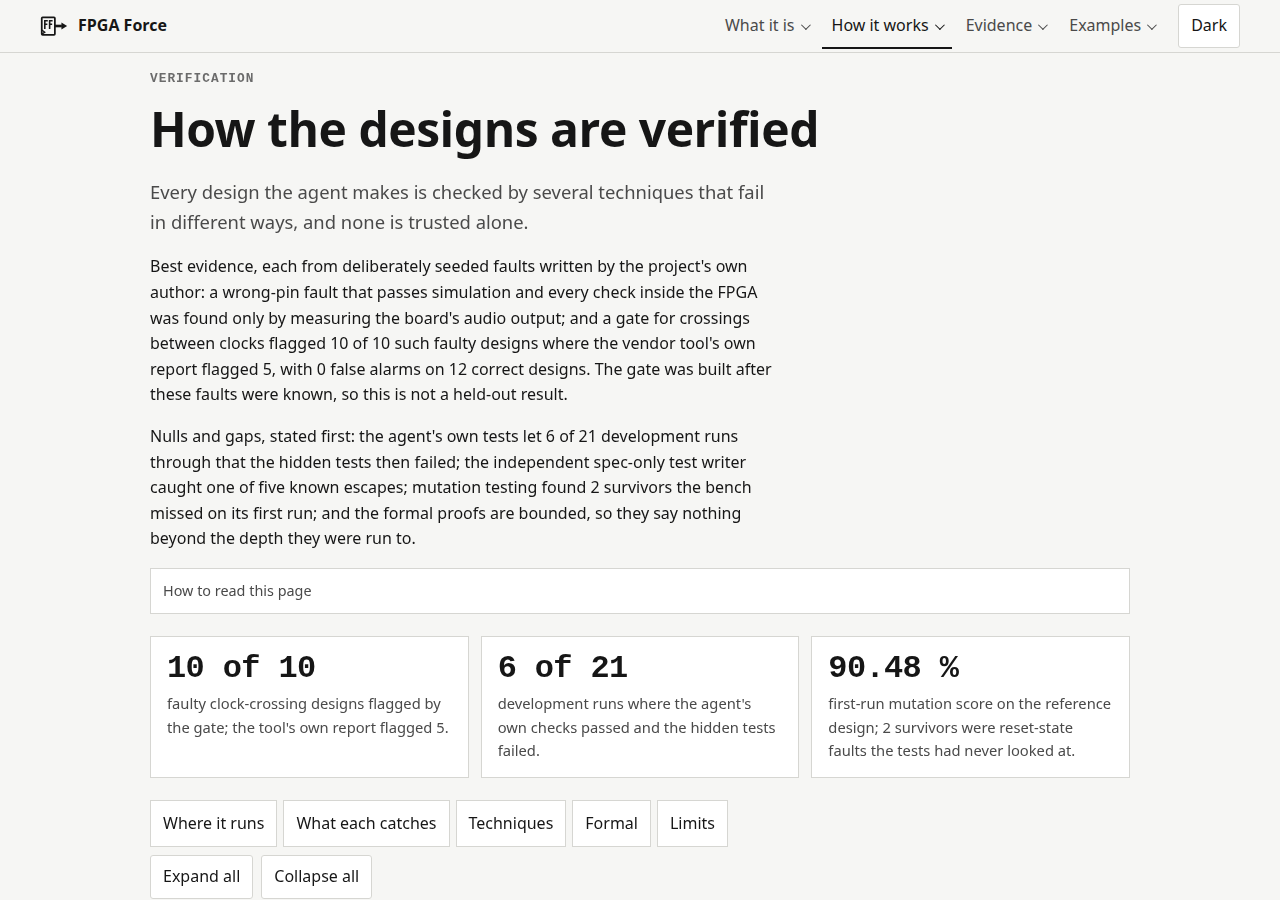 FF FPGA Force
What it is How it works Evidence Examples Dark
VERIFICATION
How the designs are verified
Every design the agent makes is checked by several techniques that fail
in different ways, and none is trusted alone.
Best evidence, each from deliberately seeded faults written by the project's own
author: a wrong-pin fault that passes simulation and every check inside the FPGA
was found only by measuring the board's audio output; and a gate for crossings
between clocks flagged 10 of 10 such faulty designs where the vendor tool's own
report flagged 5, with 0 false alarms on 12 correct designs. The gate was built after
these faults were known, so this is not a held-out result.
Nulls and gaps, stated first: the agent's own tests let 6 of 21 development runs
through that the hidden tests then failed; the independent spec-only test writer
caught one of five known escapes; mutation testing found 2 survivors the bench
missed on its first run; and the formal proofs are bounded, so they say nothing
beyond the depth they were run to.
How to read this page
10 of 10
faulty clock-crossing designs flagged by
the gate; the tool's own report flagged 5.
6 of 21
development runs where the agent's
own checks passed and the hidden tests
failed.
90.48 %
first-run mutation score on the reference
design; 2 survivors were reset-state
faults the tests had never looked at.
Where it runs What each catches Techniques Formal Limits
Expand all Collapse all